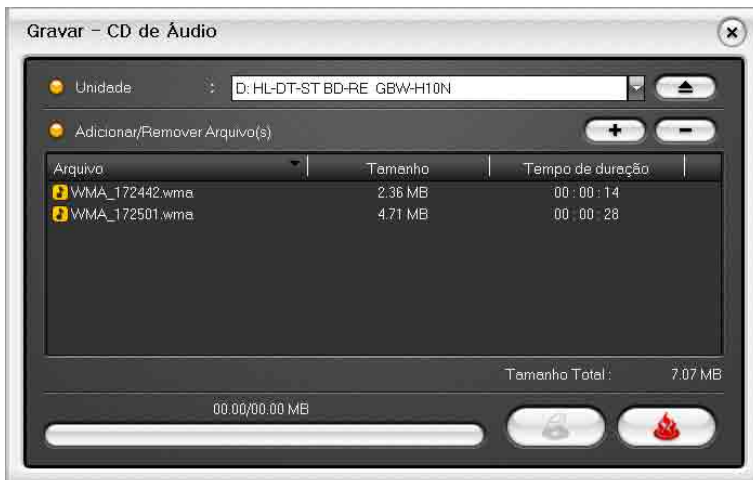 Gravar - CD de Áudio
Unidade : D: HL-DT-ST BD-RE GBW-H10N
Adicionar/Remover Arquivo(s)
Arquivo Tamanho Tempo de duração
WMA_172442.wma 2.36 MB 00 : 00 : 14
WMA_172501.wma 4.71 MB 00 : 00 : 28
Tamanho Total : 7.07 MB
00.00/00.00 MB